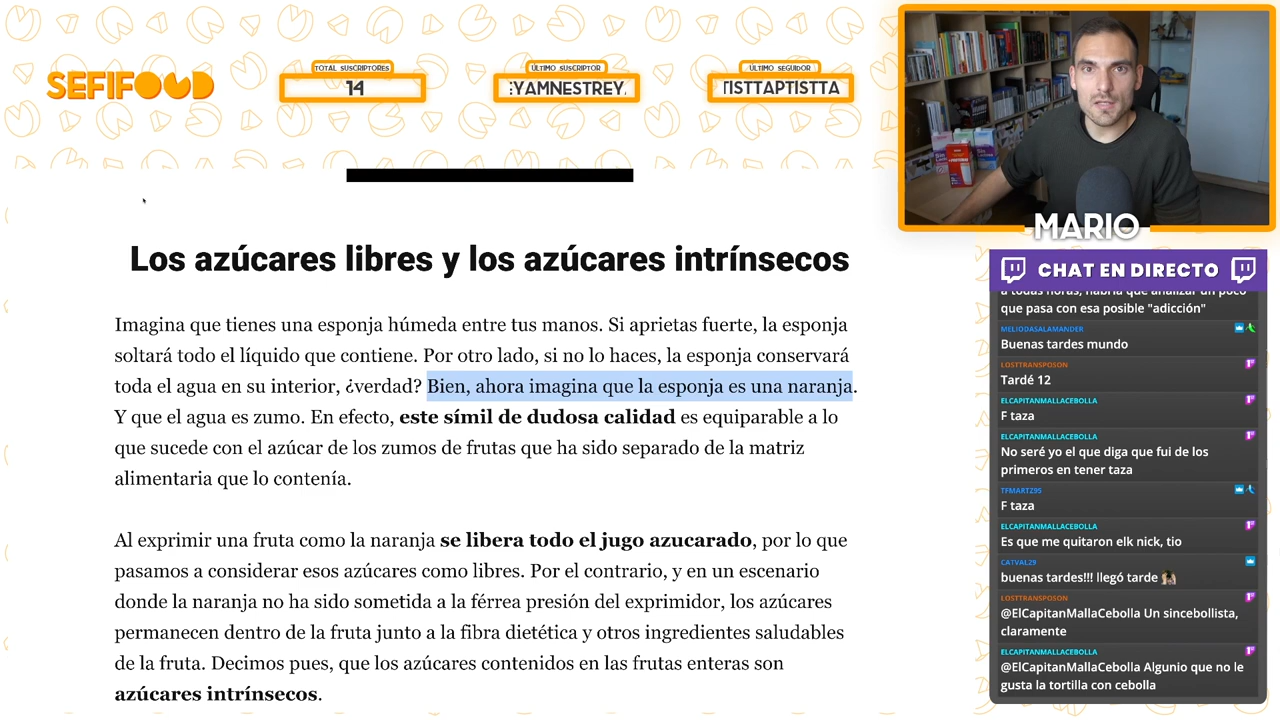 SEFIFOOD
TOTAL SUSCRIPTORES
14
ÚLTIMO SUSCRIPTOR
EYAMNESTREY
ÚLTIMO SEGUIDOR
TISTTAPTISTTA
MARIO
Los azúcares libres y los azúcares intrínsecos
Imagina que tienes una esponja húmeda entre tus manos. Si aprietas fuerte, la esponja
soltará todo el líquido que contiene. Por otro lado, si no lo haces, la esponja conservará
toda el agua en su interior, ¿verdad? Bien, ahora imagina que la esponja es una naranja.
Y que el agua es zumo. En efecto, este símil de dudosa calidad es equiparable a lo
que sucede con el azúcar de los zumos de frutas que ha sido separado de la matriz
alimentaria que lo contenía.
Al exprimir una fruta como la naranja se libera todo el jugo azucarado, por lo que
pasamos a considerar esos azúcares como libres. Por el contrario, y en un escenario
donde la naranja no ha sido sometida a la férrea presión del exprimidor, los azúcares
permanecen dentro de la fruta junto a la fibra dietética y otros ingredientes saludables
de la fruta. Decimos pues, que los azúcares contenidos en las frutas enteras son
azúcares intrínsecos.
CHAT EN DIRECTO
a todas horas, habría que analizar un poco
que pasa con esa posible "adicción"
MELIODASALAMANDER
Buenas tardes mundo
LOSTTRANSPOSON
Tardé 12
ELCAPITANMALLACEBOLLA
F taza
ELCAPITANMALLACEBOLLA
No seré yo el que diga que fui de los
primeros en tener taza
TFMARTZ95
F taza
ELCAPITANMALLACEBOLLA
Es que me quitaron elk nick, tio
CATVAL29
buenas tardes!!! llegó tarde
LOSTTRANSPOSON
@ElCapitanMallaCebolla Un sincebollista,
claramente
ELCAPITANMALLACEBOLLA
@ElCapitanMallaCebolla Algunio que no le
gusta la tortilla con cebolla